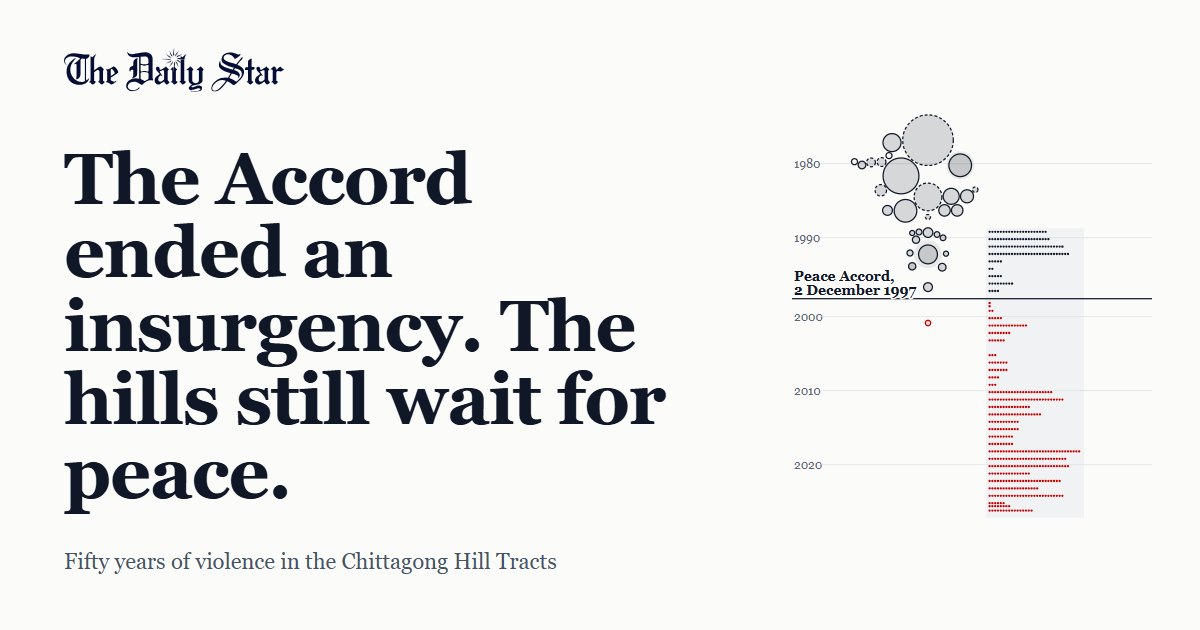 The Daily Star
The Accord
ended an
insurgency. The
hills still wait for
peace.
Fifty years of violence in the Chittagong Hill Tracts
1980
1990
Peace Accord,
2 December 1997
2000
2010
2020